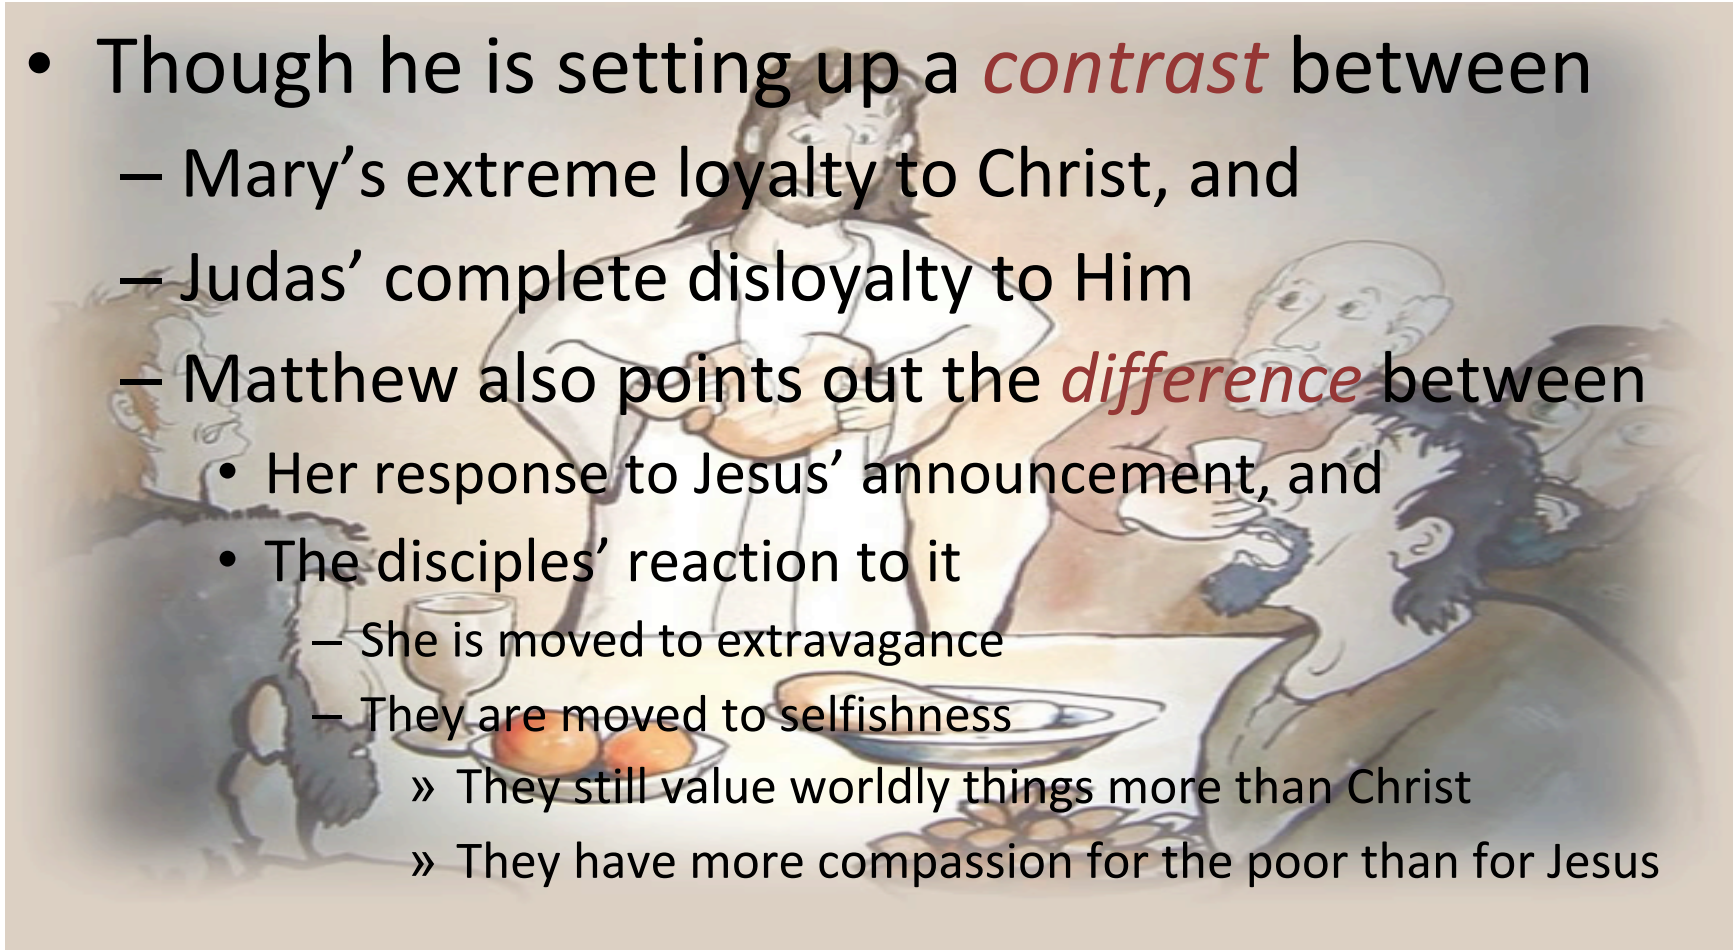 • Though he is setting up a contrast between
– Mary’s extreme loyalty to Christ, and
– Judas’ complete disloyalty to Him
– Matthew also points out the difference between
• Her response to Jesus’ announcement, and
• The disciples’ reaction to it
– She is moved to extravagance
– They are moved to selfishness
» They still value worldly things more than Christ
» They have more compassion for the poor than for Jesus